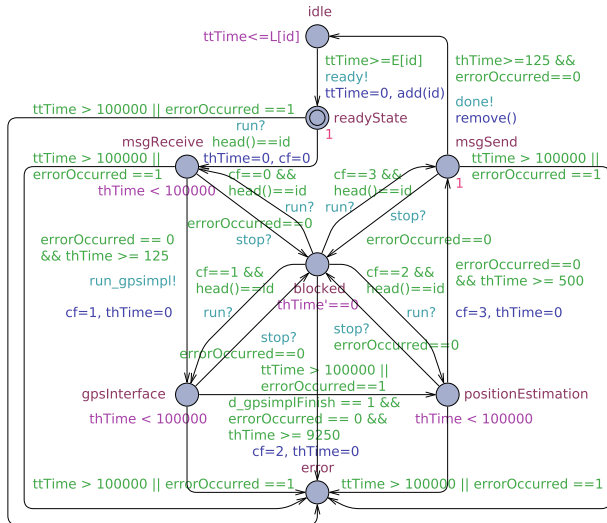 idle
ttTime<=L[id]
ttTime>=E[id]
ready!
ttTime=0, add(id)
thTime>=125 &&
errorOccurred==0
done!
remove()
ttTime > 100000 || errorOccurred ==1
readyState
1
run?
head()==id
thTime=0, cf=0
msgReceive
msgSend
ttTime > 100000 ||
errorOccurred ==1
thTime < 100000
cf==0 &&
head()==id
run?
cf==3 &&
head()==id
run?
1
ttTime > 100000 ||
errorOccurred ==1
errorOccurred==0
stop?
stop?
errorOccurred==0
errorOccurred == 0
&& thTime >= 125
run_gpsimpl!
cf=1, thTime=0
blocked
thTime'==0
cf==1 &&
head()==id
run?
cf==2 &&
head()==id
run?
errorOccurred==0
&& thTime >= 500
cf=3, thTime=0
stop?
errorOccurred==0
stop?
errorOccurred==0
ttTime > 100000 ||
errorOccurred==1
gpsInterface
thTime < 100000
positionEstimation
thTime < 100000
d_gpsimplFinish == 1 &&
errorOccurred == 0 &&
thTime >= 9250
cf=2, thTime=0
error
ttTime > 100000 || errorOccurred ==1
ttTime > 100000 || errorOccurred ==1